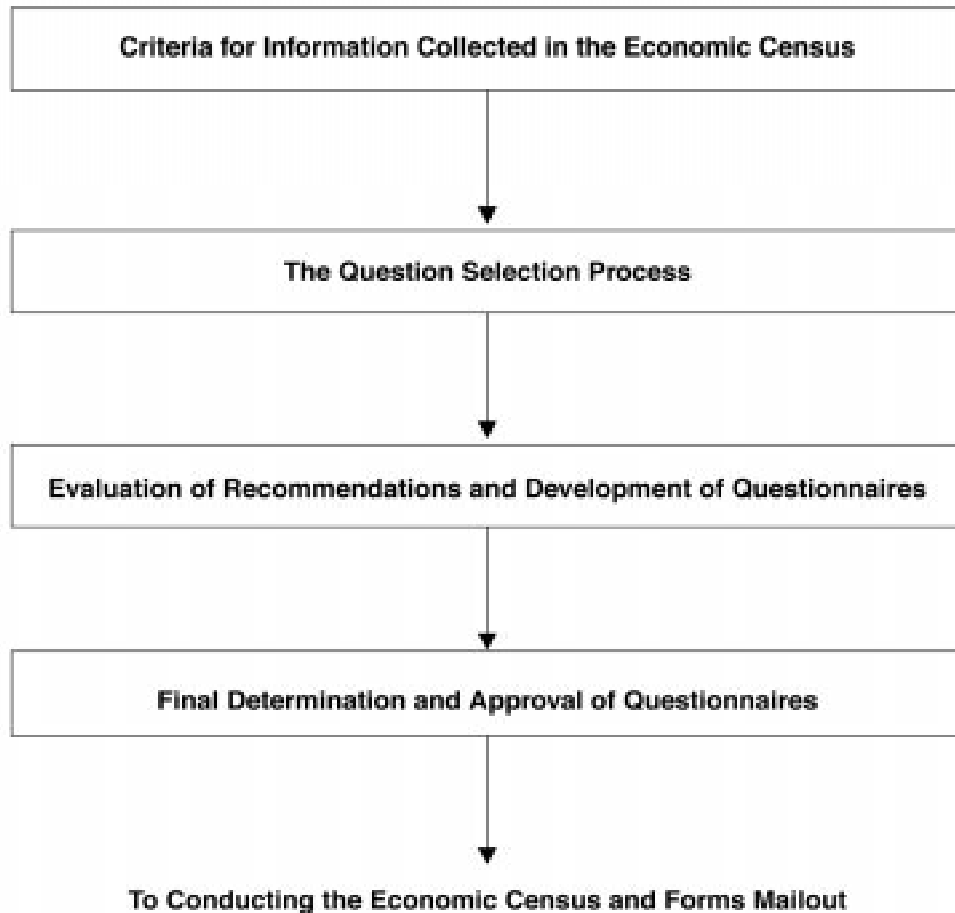 Criteria for Information Collected in the Economic Census
The Question Selection Process
Evaluation of Recommendations and Development of Questionnaires
Final Determination and Approval of Questionnaires
To Conducting the Economic Census and Forms Mailout